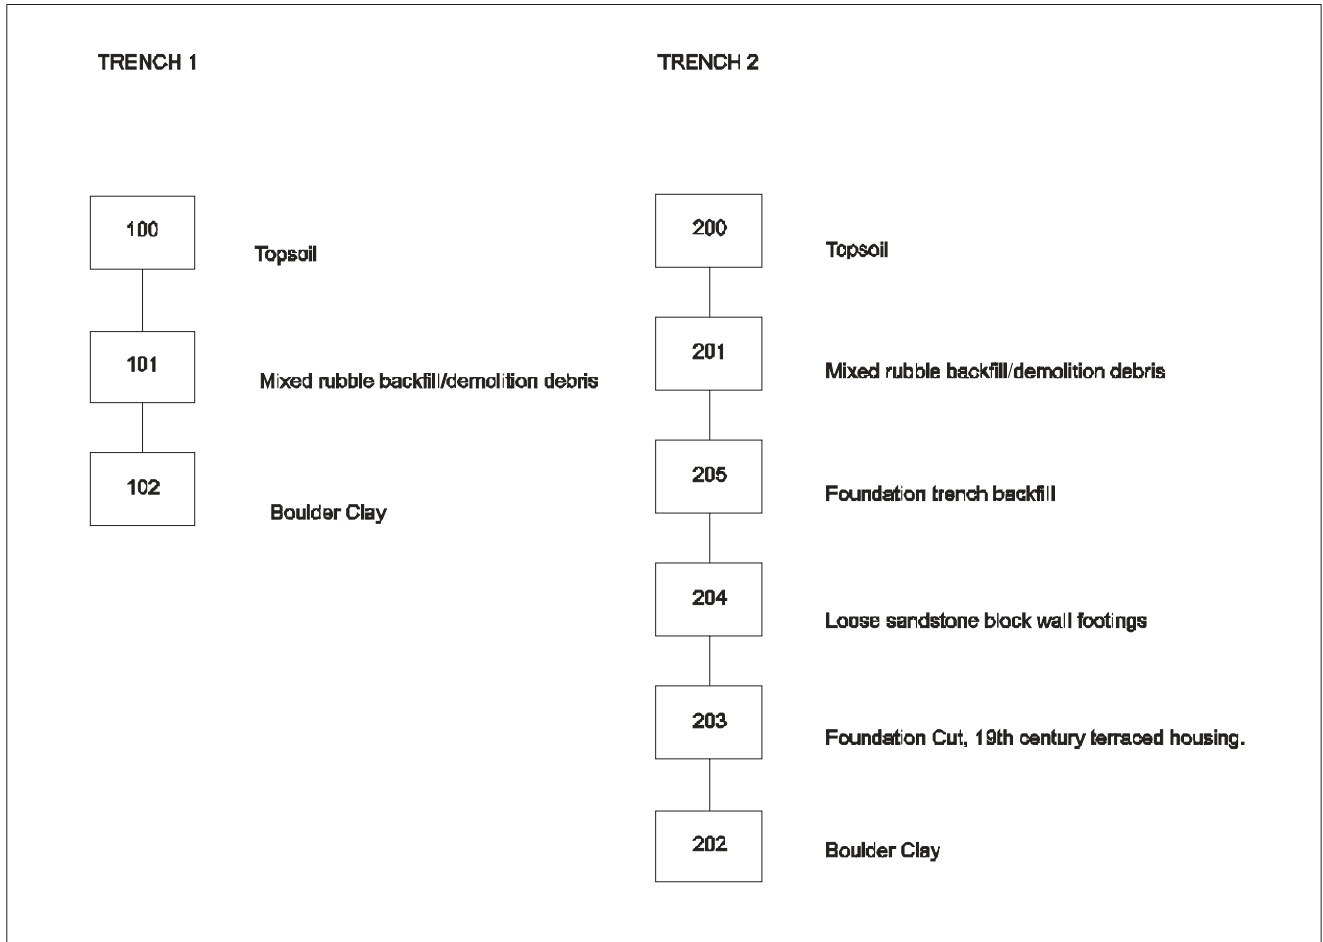 TRENCH 1
100
Topsoil
101
Mixed rubble backfill/demolition debris
102
Boulder Clay
TRENCH 2
200
Topsoil
201
Mixed rubble backfill/demolition debris
205
Foundation trench backfill
204
Loose sandstone block wall footings
203
Foundation Cut, 19th century terraced housing.
202
Boulder Clay